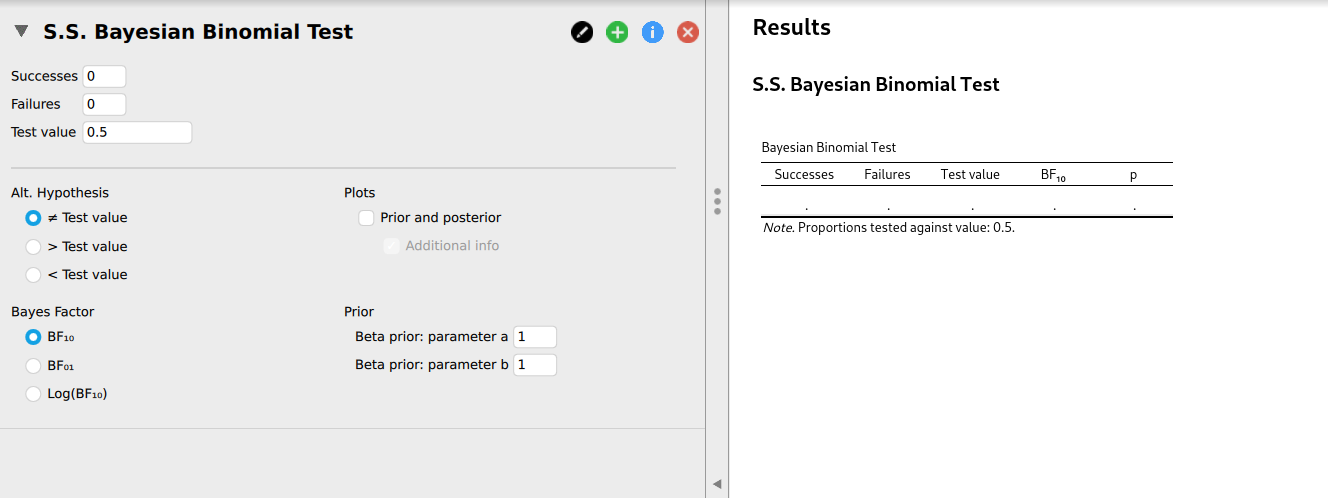 S.S. Bayesian Binomial Test
Successes 0
Failures 0
Test value 0.5
Alt. Hypothesis
≠ Test value
> Test value
< Test value
Bayes Factor
BF₁₀
BF₀₁
Log(BF₁₀)
Plots
Prior and posterior
Additional info
Prior
Beta prior: parameter a 1
Beta prior: parameter b 1
Results
S.S. Bayesian Binomial Test
Bayesian Binomial Test
Successes Failures Test value BF₁₀ p
. . . . .
Note. Proportions tested against value: 0.5.